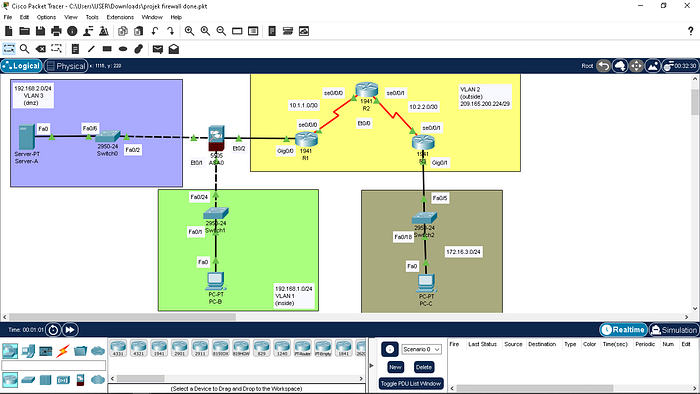 Cisco Packet Tracer - C:\Users\USER\Downloads\projek firewall done.pkt
File Edit Options View Tools Extensions Window Help
Logical
Physical
x: 1118, y: 220
Root
00:32:30
192.168.2.0/24
VLAN 3
(dmz)
Fa0
Fa0/6
Server-PT
Server-A
2950-24
Switch0
Fa0/2
Et0/1
5505
ASA0
Et0/2
se0/0/0
1941
R2
se0/0/1
10.1.1.0/30
10.2.2.0/30
Et0/0
VLAN 2
(outside)
209.165.200.224/29
se0/0/0
Gig0/0
1941
R1
se0/0/1
1941
Gig0/1
Fa0/24
2950-24
Switch1
Fa0/1
Fa0
PC-PT
PC-B
192.168.1.0/24
VLAN 1
(inside)
Fa0/5
2950-24
Switch2
Fa0/18
172.16.3.0/24
Fa0
PC-PT
PC-C
Time: 00:01:01
Realtime
Simulation
4331 4321 1941 2901 2911 819IOX 819HGW 829 1240 PT-Router PT-Empty 1841 262
(Select a Device to Drag and Drop to the Workspace)
Scenario 0
New
Delete
Toggle PDU List Window
Fire Last Status Source Destination Type Color Time(sec) Periodic Num Edit